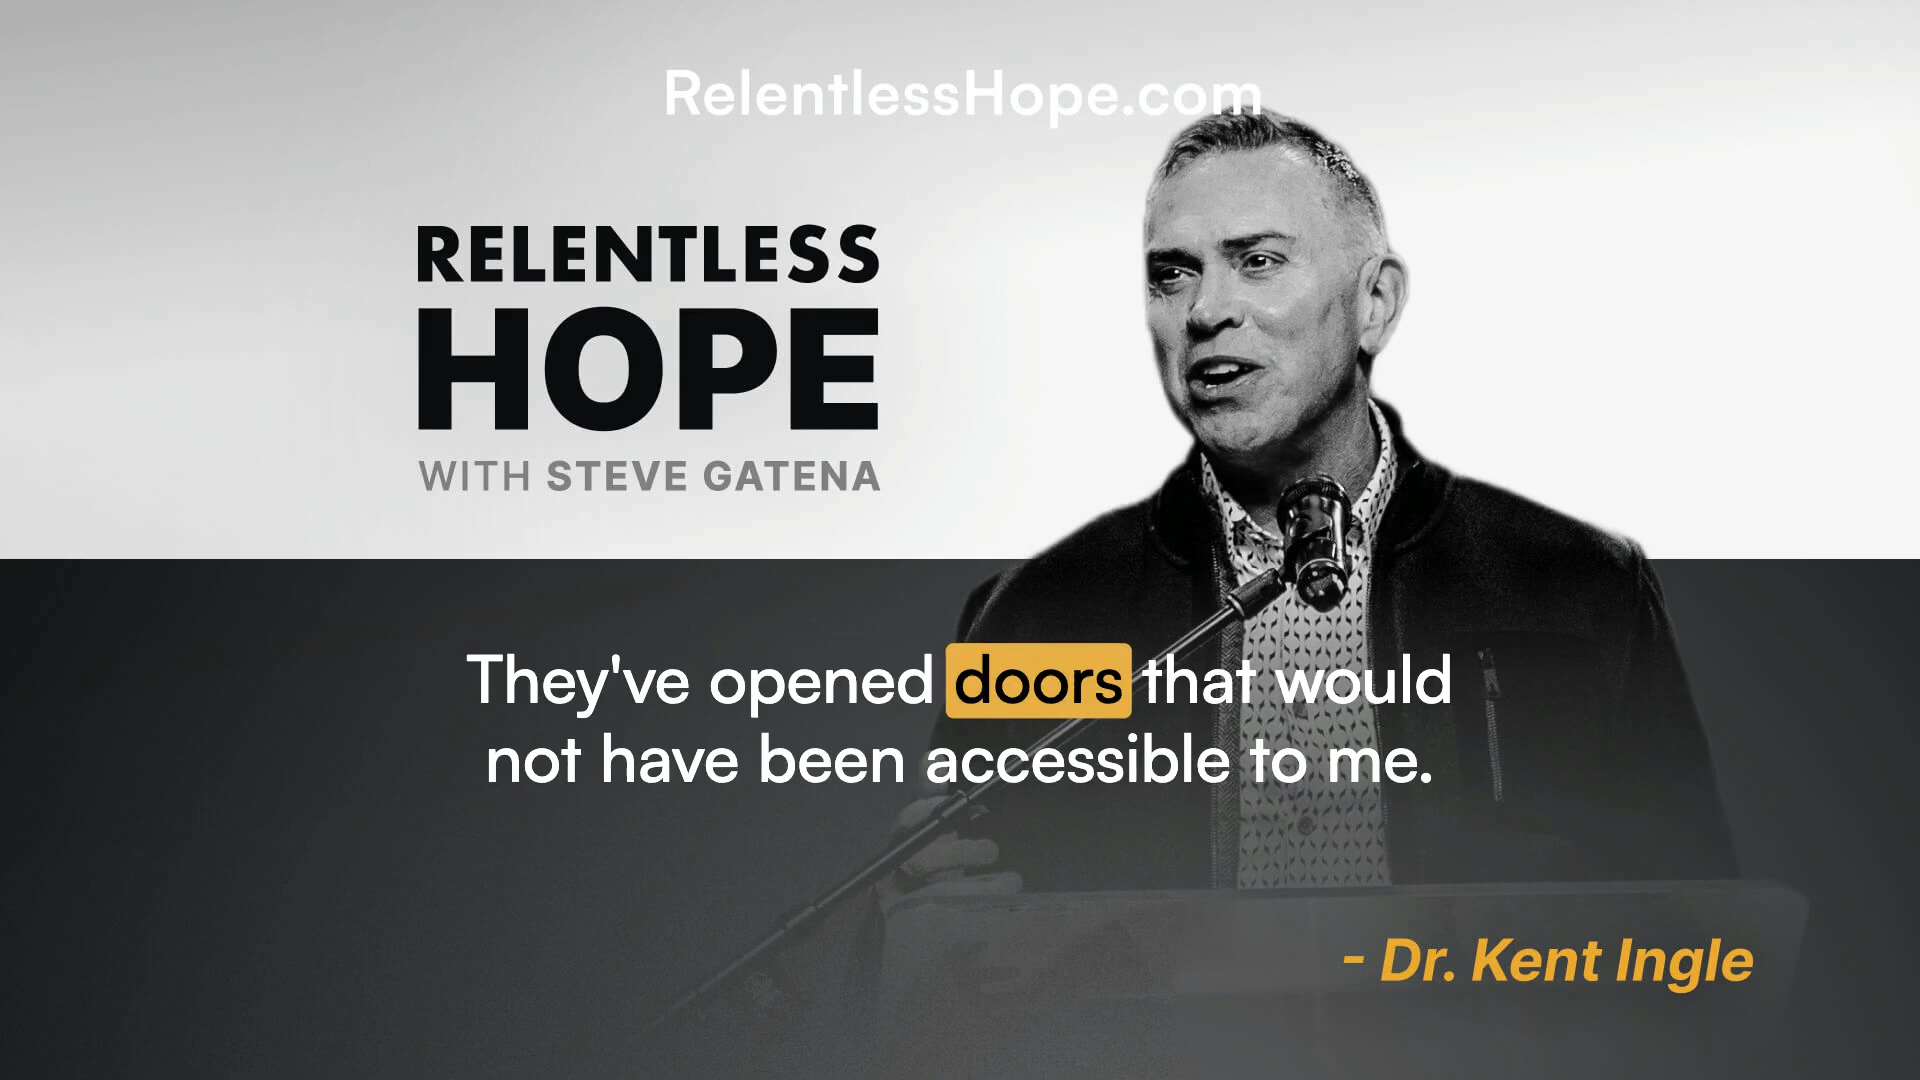 RelentlessHope.com
RELENTLESS
HOPE
WITH STEVE GATENA
They've opened doors that would
not have been accessible to me.
- Dr. Kent Ingle